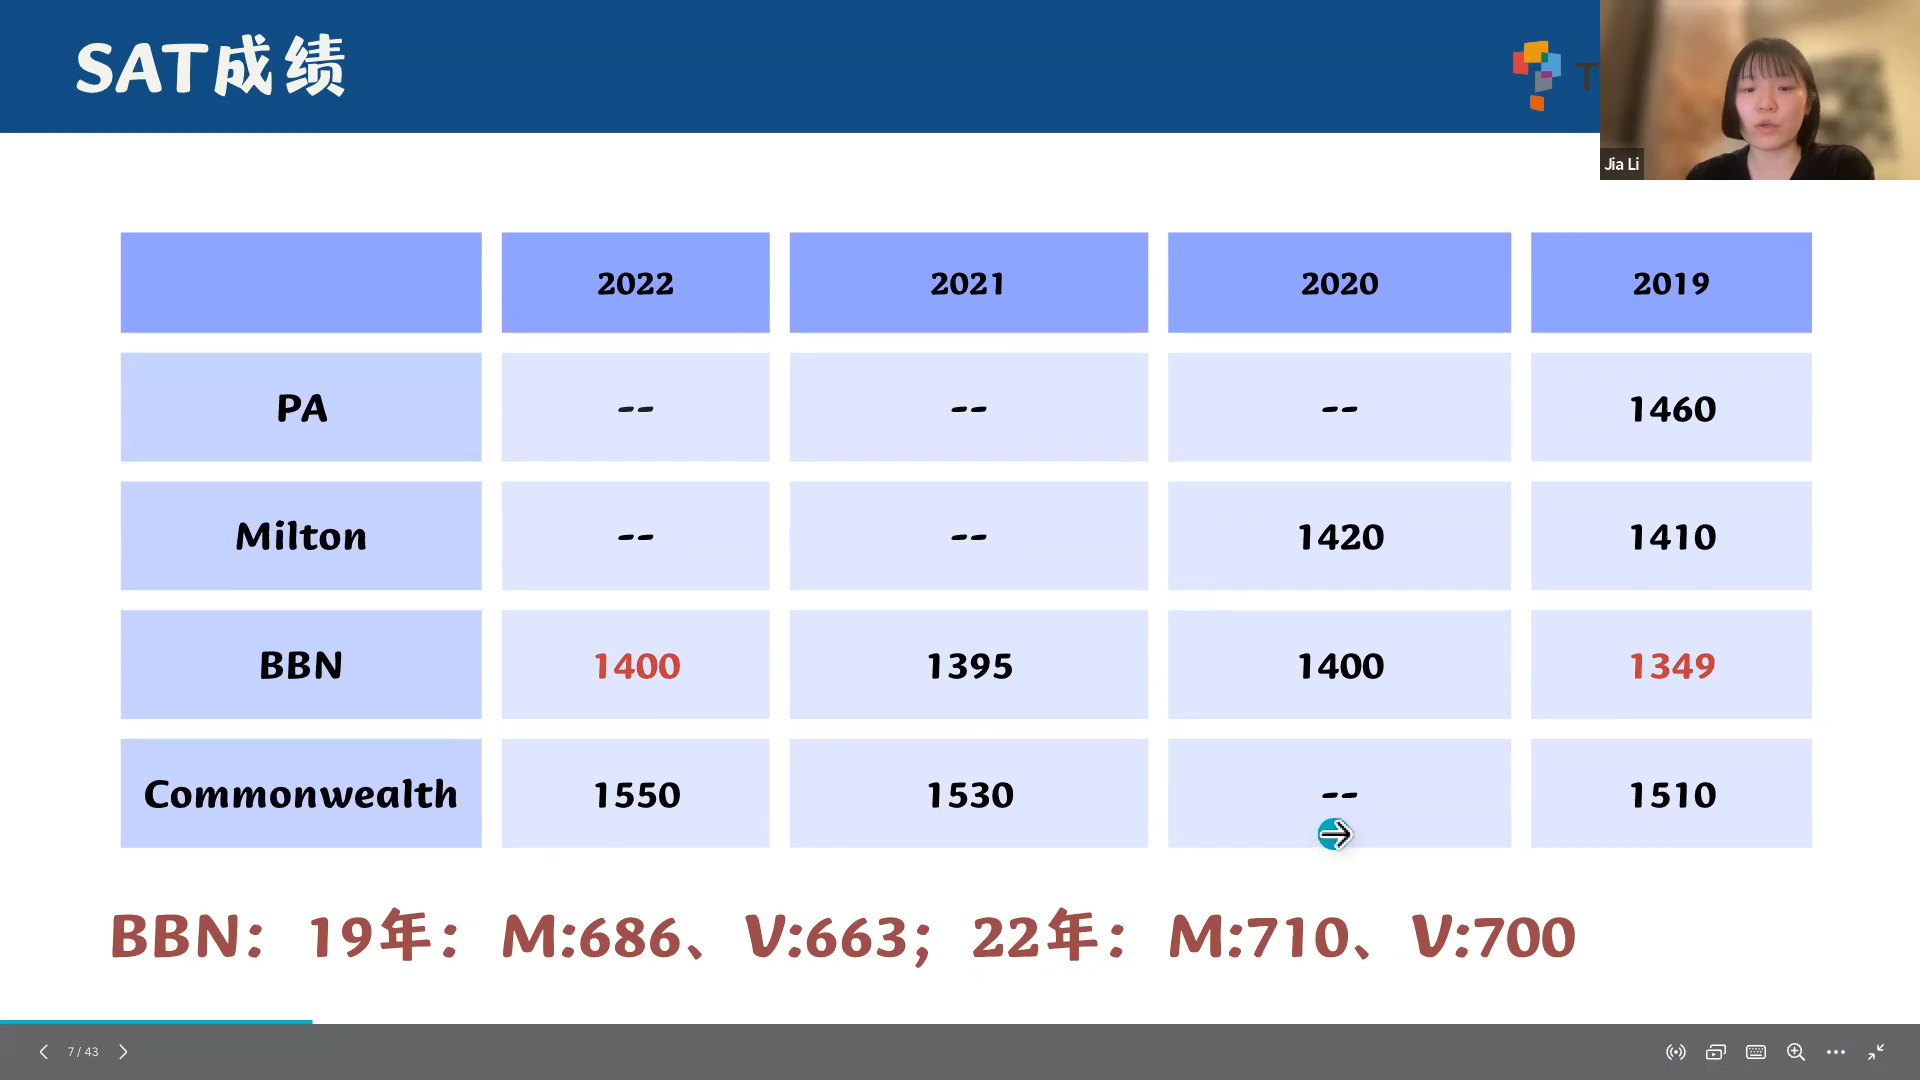 SAT成绩
T
Jia Li
2022 2021 2020 2019
PA -- -- -- 1460
Milton -- -- 1420 1410
BBN 1400 1395 1400 1349
Commonwealth 1550 1530 -- 1510
BBN：19年：M:686、V:663；22年：M:710、V:700
7 / 43